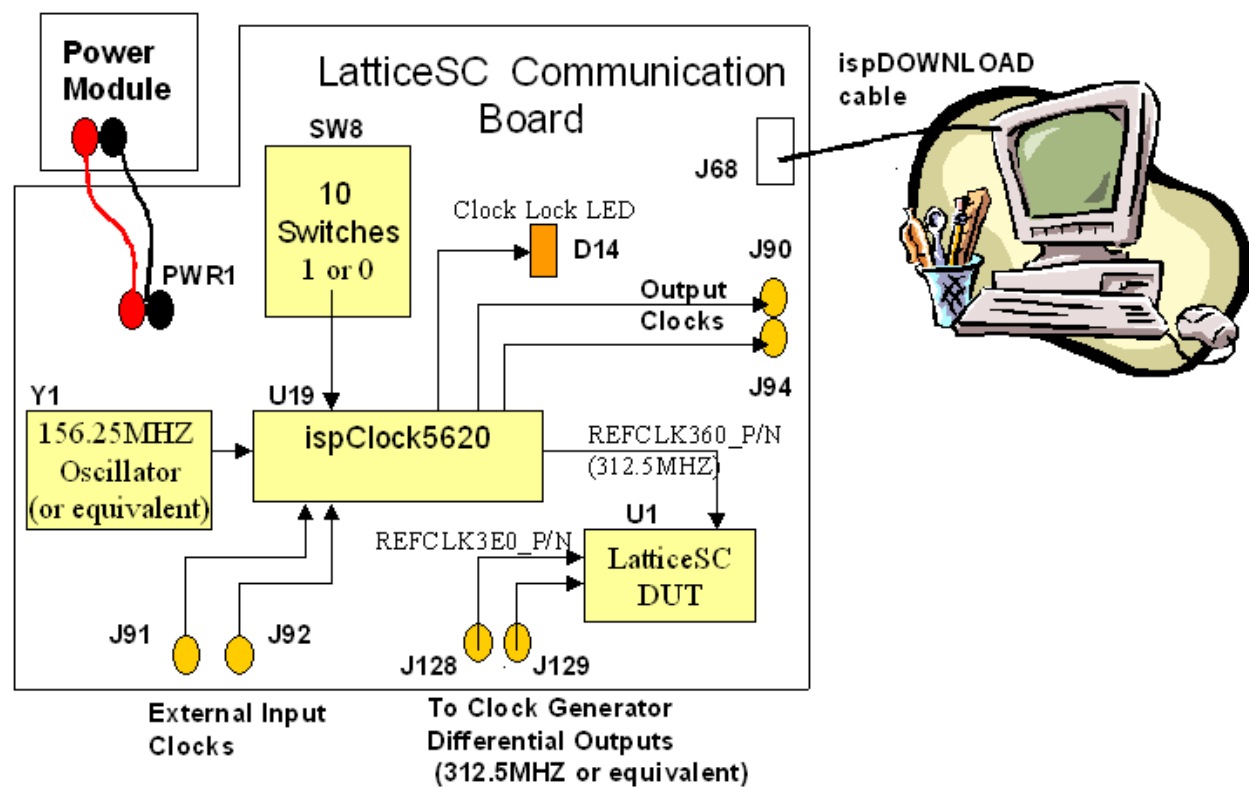 Power
Module
LatticeSC Communication
Board
ispDOWNLOAD
cable
SW8
10
Switches
1 or 0
J68
Clock Lock LED
D14
J90
PWR1
Output
Clocks
J94
Y1
156.25MHZ
Oscillator
(or equivalent)
U19
ispClock5620
REFCLK360_P/N
(312.5MHZ)
U1
LatticeSC
DUT
REFCLK3E0_P/N
J91
J92
J128
J129
External Input
Clocks
To Clock Generator
Differential Outputs
(312.5MHZ or equivalent)